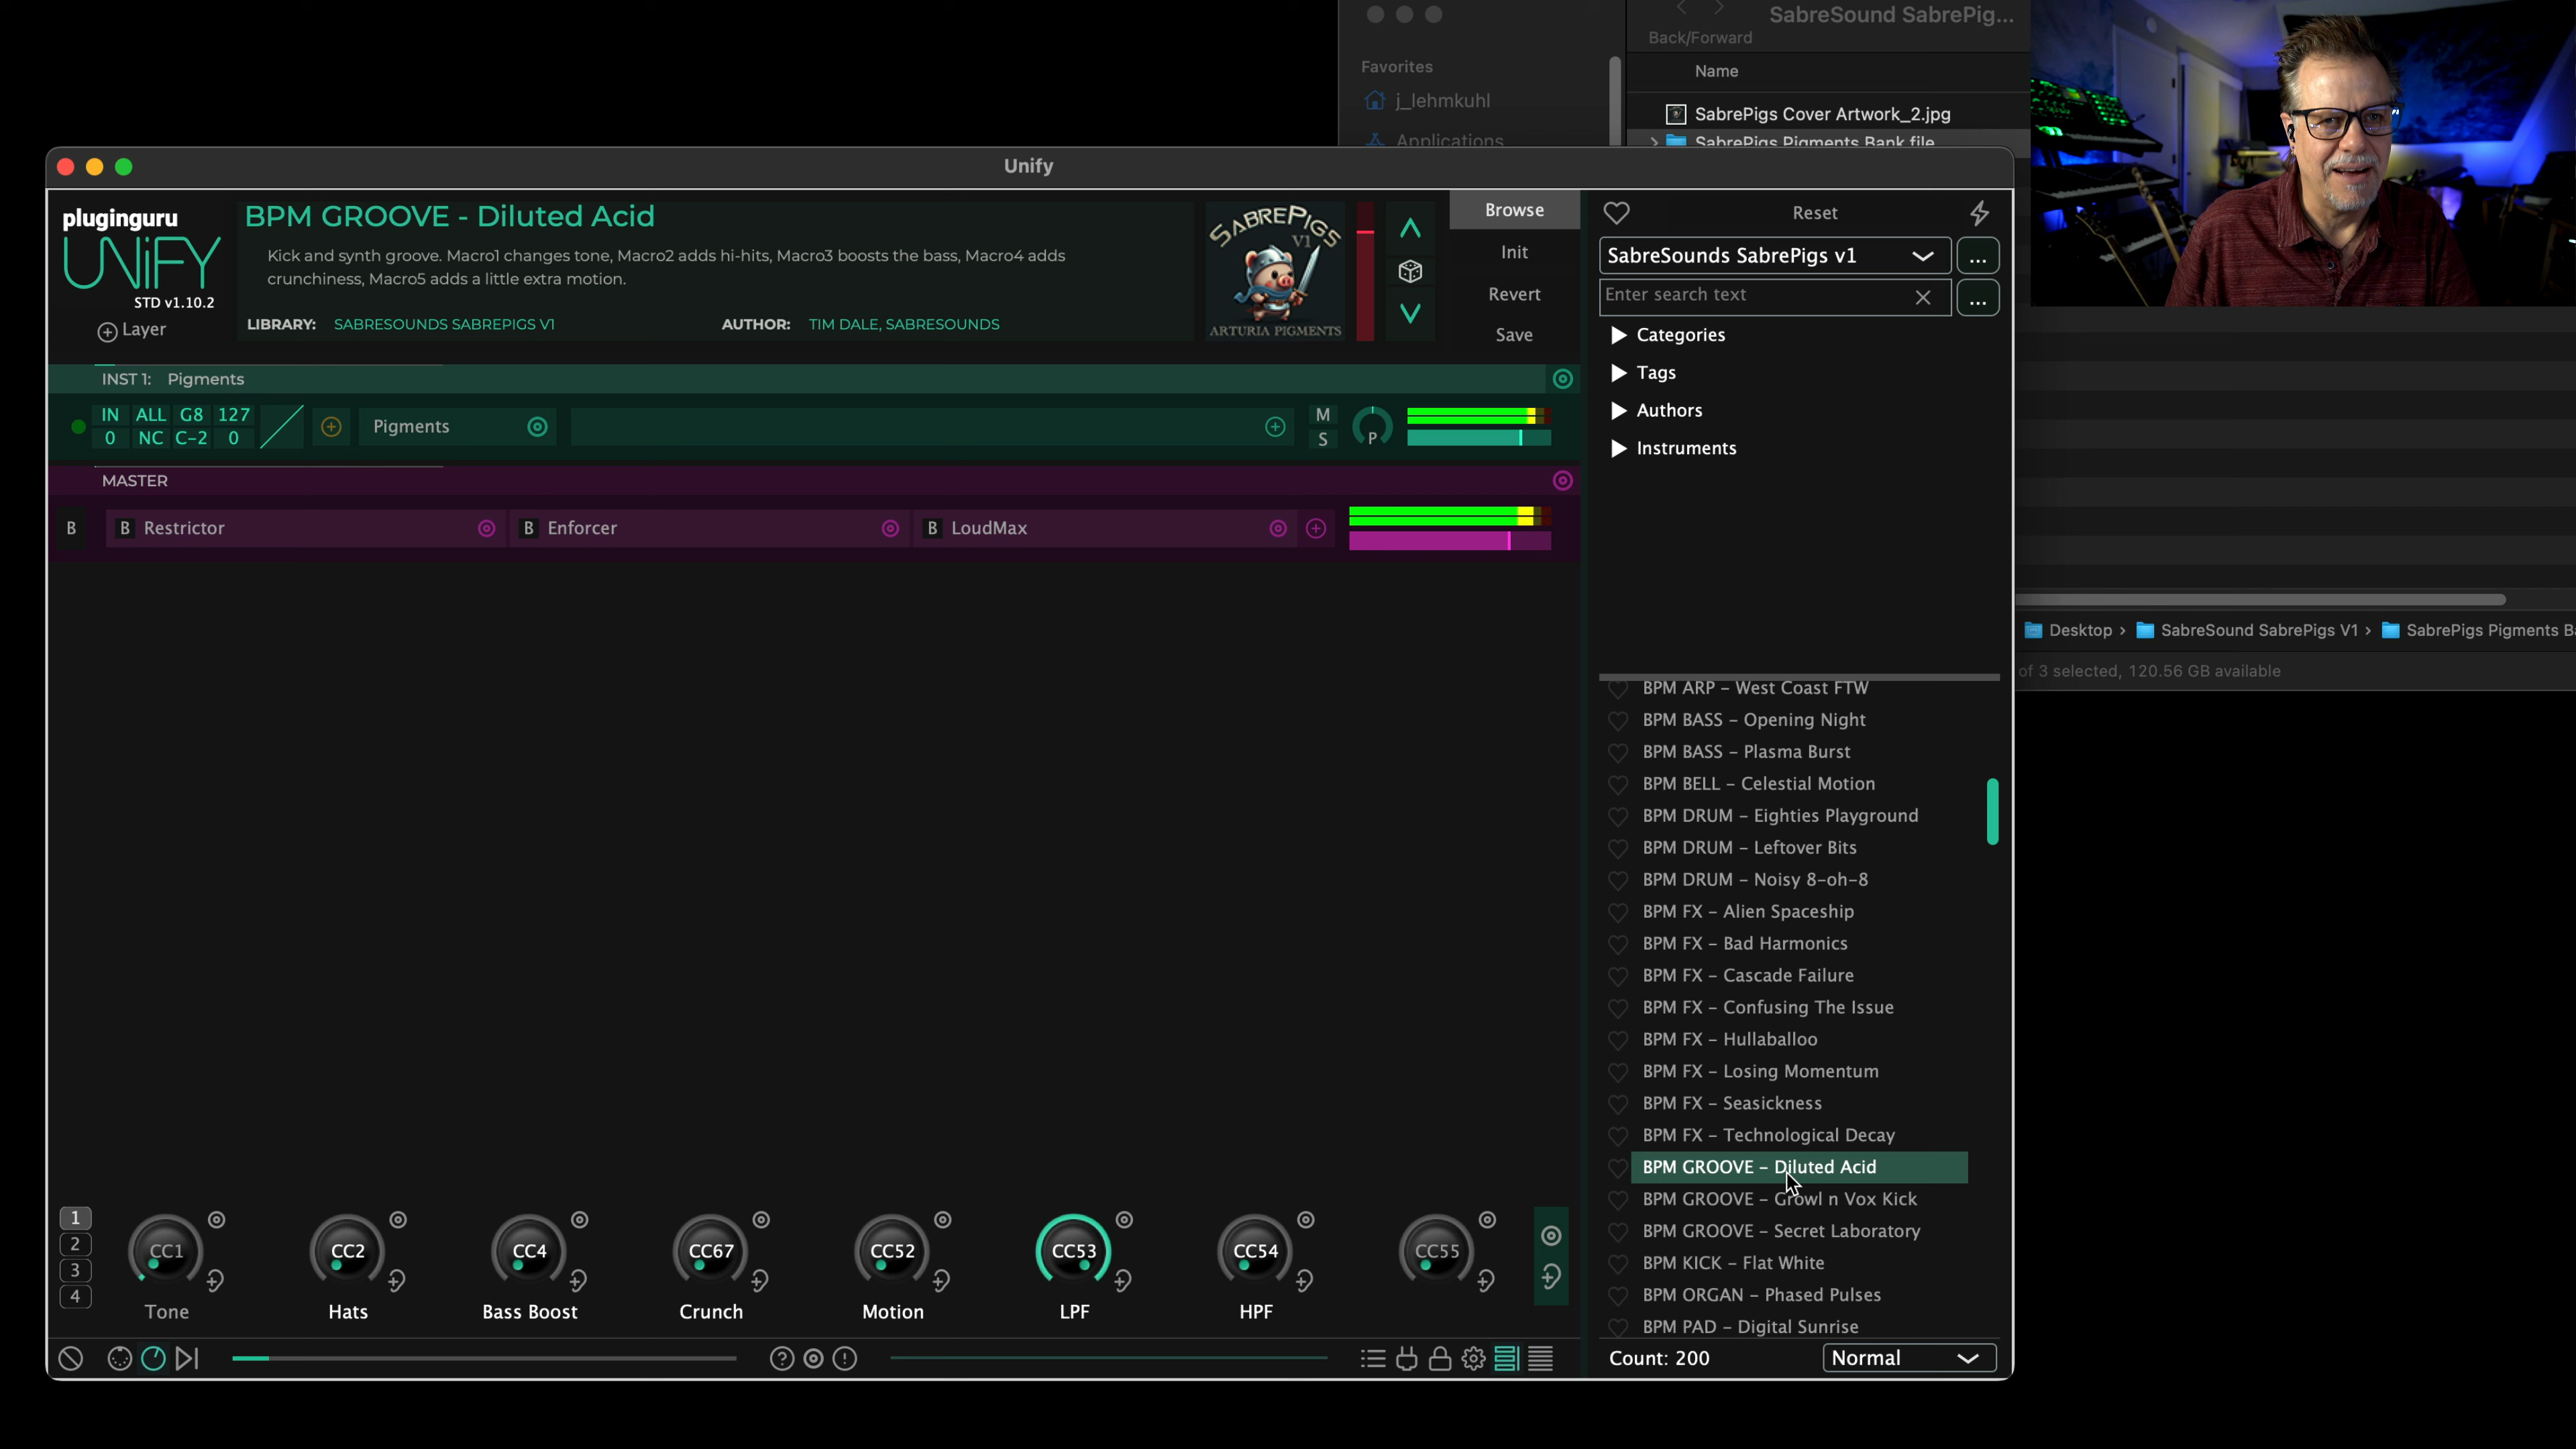 SabreSound SabrePig...
Back/Forward
Favorites
Name
j_lehmkuhl
SabrePigs Cover Artwork_2.jpg
Applications
SabrePigs Pigments Bank file
Unify
pluginguru
UNiFY
STD v1.10.2
Layer
BPM GROOVE - Diluted Acid
Kick and synth groove. Macro1 changes tone, Macro2 adds hi-hits, Macro3 boosts the bass, Macro4 adds
crunchiness, Macro5 adds a little extra motion.
LIBRARY: SABRESOUNDS SABREPIGS V1 AUTHOR: TIM DALE, SABRESOUNDS
SABREPIGS
V1
ARTURIA PIGMENTS
Browse
Init
Revert
Save
Reset
SabreSounds SabrePigs v1 ...
Enter search text ...
Categories
Tags
Authors
Instruments
INST 1: Pigments
IN ALL G8 127
0 NC C-2 0
Pigments
M
S
P
MASTER
B B Restrictor B Enforcer B LoudMax
Desktop › SabreSound SabrePigs V1 › SabrePigs Pigments Ba
of 3 selected, 120.56 GB available
BPM ARP – West Coast FTW
BPM BASS – Opening Night
BPM BASS – Plasma Burst
BPM BELL – Celestial Motion
BPM DRUM – Eighties Playground
BPM DRUM – Leftover Bits
BPM DRUM – Noisy 8-oh-8
BPM FX – Alien Spaceship
BPM FX – Bad Harmonics
BPM FX – Cascade Failure
BPM FX – Confusing The Issue
BPM FX – Hullaballoo
BPM FX – Losing Momentum
BPM FX – Seasickness
BPM FX – Technological Decay
BPM GROOVE – Diluted Acid
BPM GROOVE – Growl n Vox Kick
BPM GROOVE – Secret Laboratory
BPM KICK – Flat White
BPM ORGAN – Phased Pulses
BPM PAD – Digital Sunrise
Count: 200 Normal
1
2
3
4
CC1 CC2 CC4 CC67 CC52 CC53 CC54 CC55
Tone Hats Bass Boost Crunch Motion LPF HPF